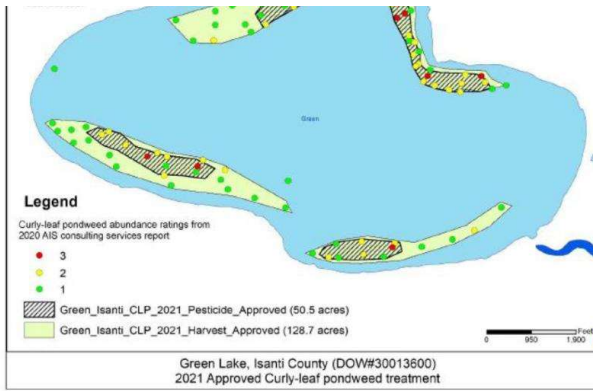 Green
Legend
Curly-leaf pondweed abundance ratings from
2020 AIS consulting services report
3
2
1
Green_Isanti_CLP_2021_Pesticide_Approved (50.5 acres)
Green_Isanti_CLP_2021_Harvest_Approved (128.7 acres)
Feet
0 950 1,900
Green Lake, Isanti County (DOW#30013600)
2021 Approved Curly-leaf pondweed treatment